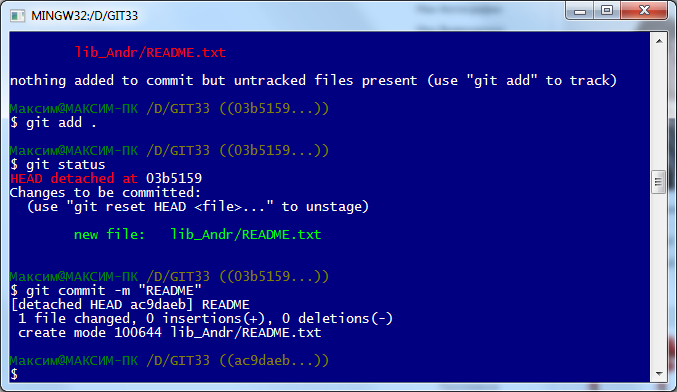 MINGW32:/D/GIT33
lib_Andr/README.txt
nothing added to commit but untracked files present (use "git add" to track)
Максим@МАКСИМ-ПК /D/GIT33 ((03b5159...))
$ git add .
Максим@МАКСИМ-ПК /D/GIT33 ((03b5159...))
$ git status
HEAD detached at 03b5159
Changes to be committed:
(use "git reset HEAD <file>..." to unstage)
new file:   lib_Andr/README.txt
Максим@МАКСИМ-ПК /D/GIT33 ((03b5159...))
$ git commit -m "README"
[detached HEAD ac9daeb] README
1 file changed, 0 insertions(+), 0 deletions(-)
create mode 100644 lib_Andr/README.txt
Максим@МАКСИМ-ПК /D/GIT33 ((ac9daeb...))
$